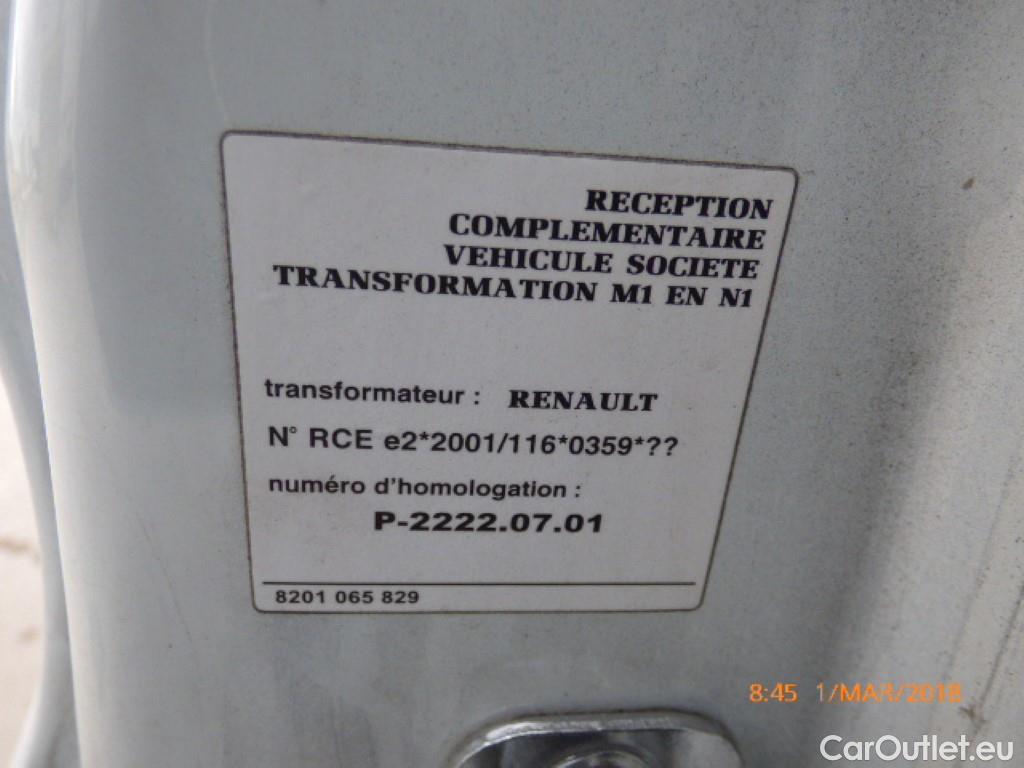 RECEPTION
COMPLEMENTAIRE
VEHICULE SOCIETE
TRANSFORMATION M1 EN N1
transformateur : RENAULT
N° RCE e2*2001/116*0359*??
numéro d'homologation :
P-2222.07.01
8201 065 829
8:45 1/MAR/2018
CarOutlet.eu